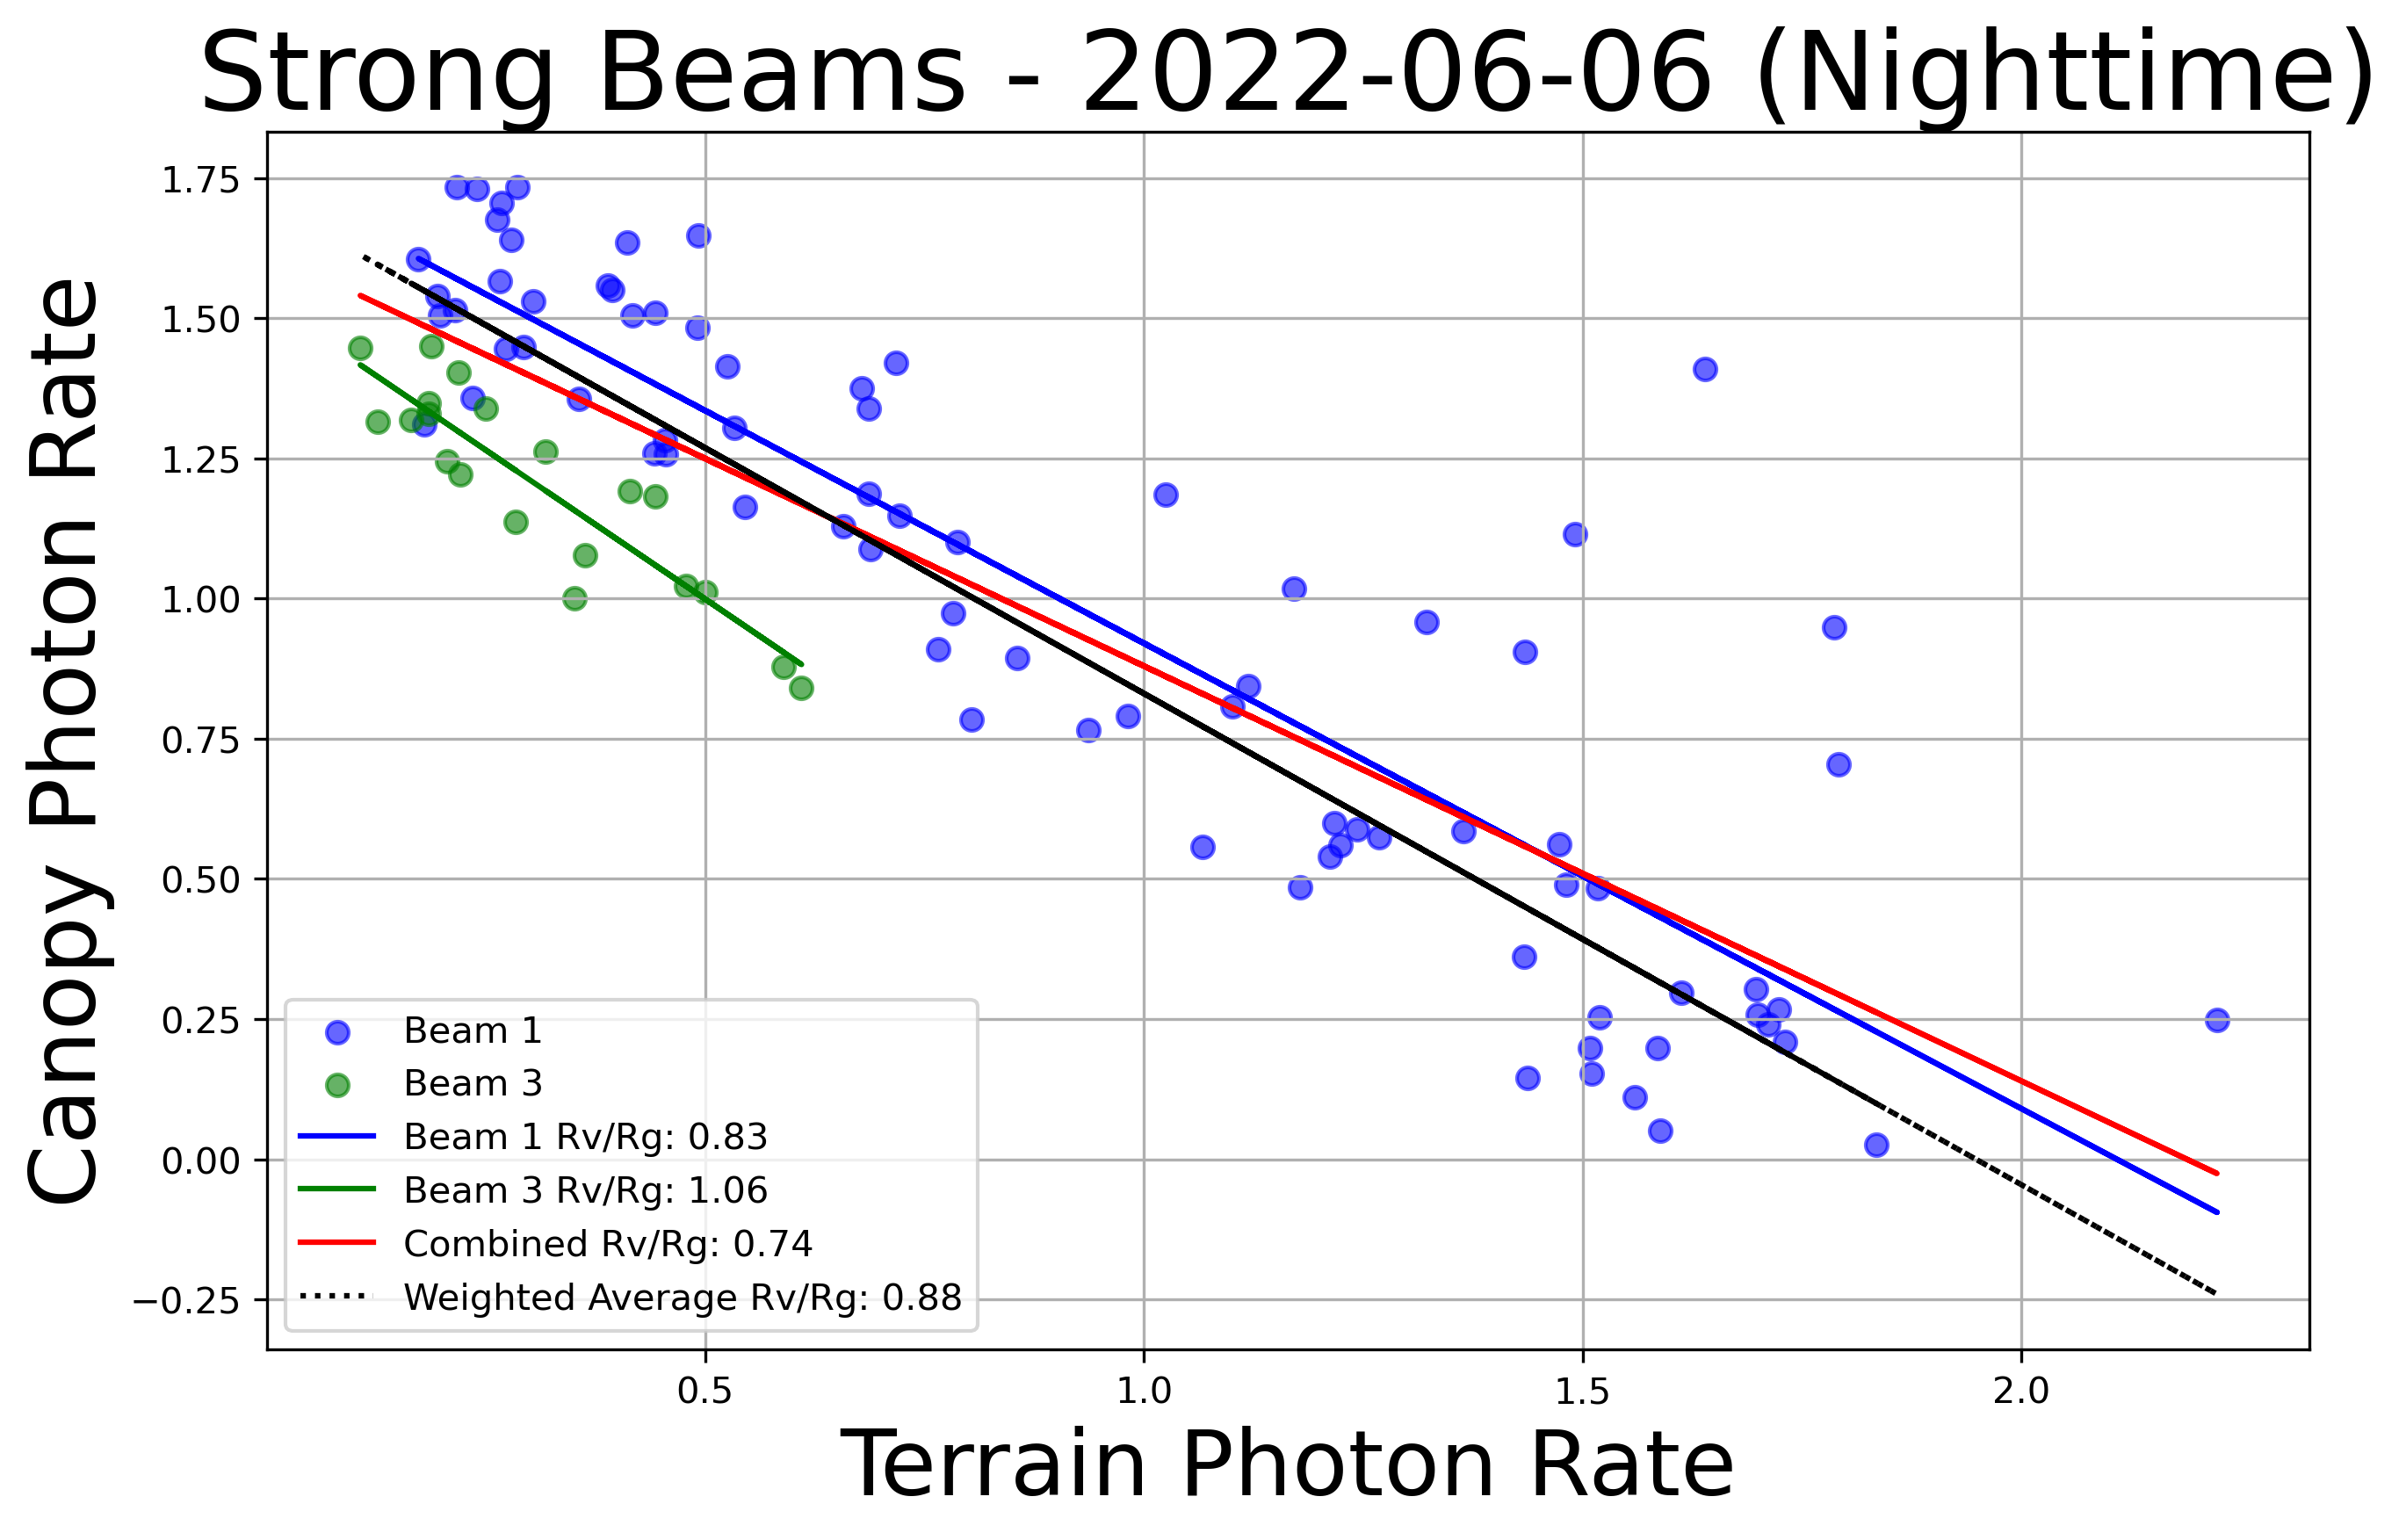 Strong Beams - 2022-06-06 (Nighttime)
Canopy Photon Rate
1.75
1.50
1.25
1.00
0.75
0.50
0.25
0.00
−0.25
Beam 1
Beam 3
Beam 1 Rv/Rg: 0.83
Beam 3 Rv/Rg: 1.06
Combined Rv/Rg: 0.74
Weighted Average Rv/Rg: 0.88
0.5 1.0 1.5 2.0
Terrain Photon Rate